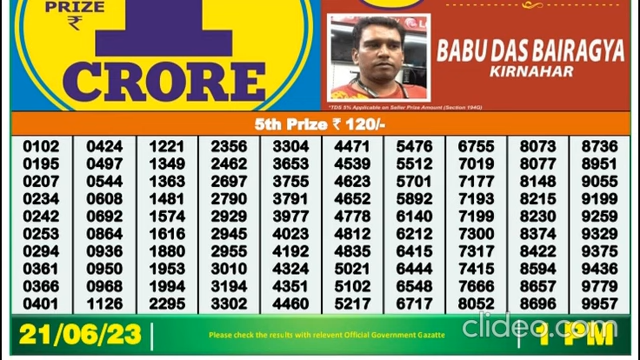 PRIZE
₹
1
CRORE
BABU DAS BAIRAGYA
KIRNAHAR
*TDS 5% Applicable on Seller Prize Amount (Section 194G)
5th Prize ₹ 120/-
0102 0424 1221 2356 3304 4471 5476 6755 8073 8736
0195 0497 1349 2462 3653 4539 5512 7019 8077 8951
0207 0544 1363 2697 3755 4623 5701 7177 8148 9055
0234 0608 1481 2790 3791 4652 5892 7193 8215 9199
0242 0692 1574 2929 3977 4778 6140 7199 8230 9259
0253 0864 1616 2945 4023 4812 6212 7300 8374 9329
0294 0936 1880 2955 4192 4835 6415 7317 8422 9375
0361 0950 1953 3010 4324 5021 6444 7415 8594 9436
0366 0968 1994 3194 4351 5102 6548 7666 8657 9779
0401 1126 2295 3302 4460 5217 6717 8052 8696 9957
21/06/23
Please check the results with relevent Official Government Gazatte
1 PM
clideo.com